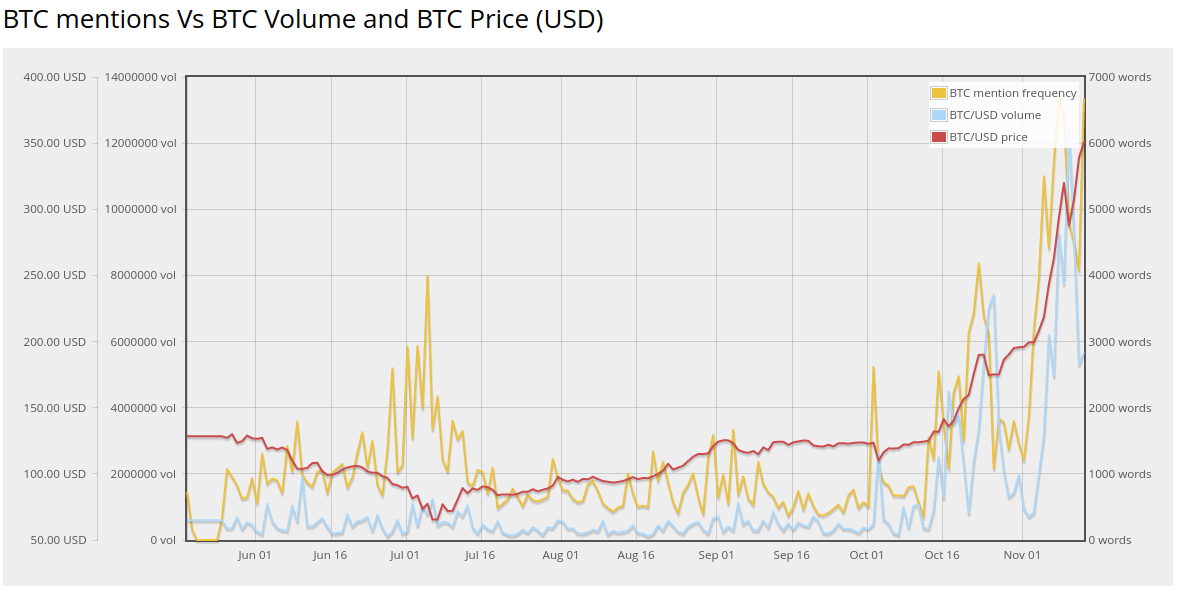 BTC mentions Vs BTC Volume and BTC Price (USD)
400.00 USD 14000000 vol 7000 words
BTC mention frequency
BTC/USD volume
BTC/USD price
350.00 USD 12000000 vol 6000 words
300.00 USD 10000000 vol 5000 words
250.00 USD 8000000 vol 4000 words
200.00 USD 6000000 vol 3000 words
150.00 USD 4000000 vol 2000 words
100.00 USD 2000000 vol 1000 words
50.00 USD 0 vol 0 words
Jun 01 Jun 16 Jul 01 Jul 16 Aug 01 Aug 16 Sep 01 Sep 16 Oct 01 Oct 16 Nov 01